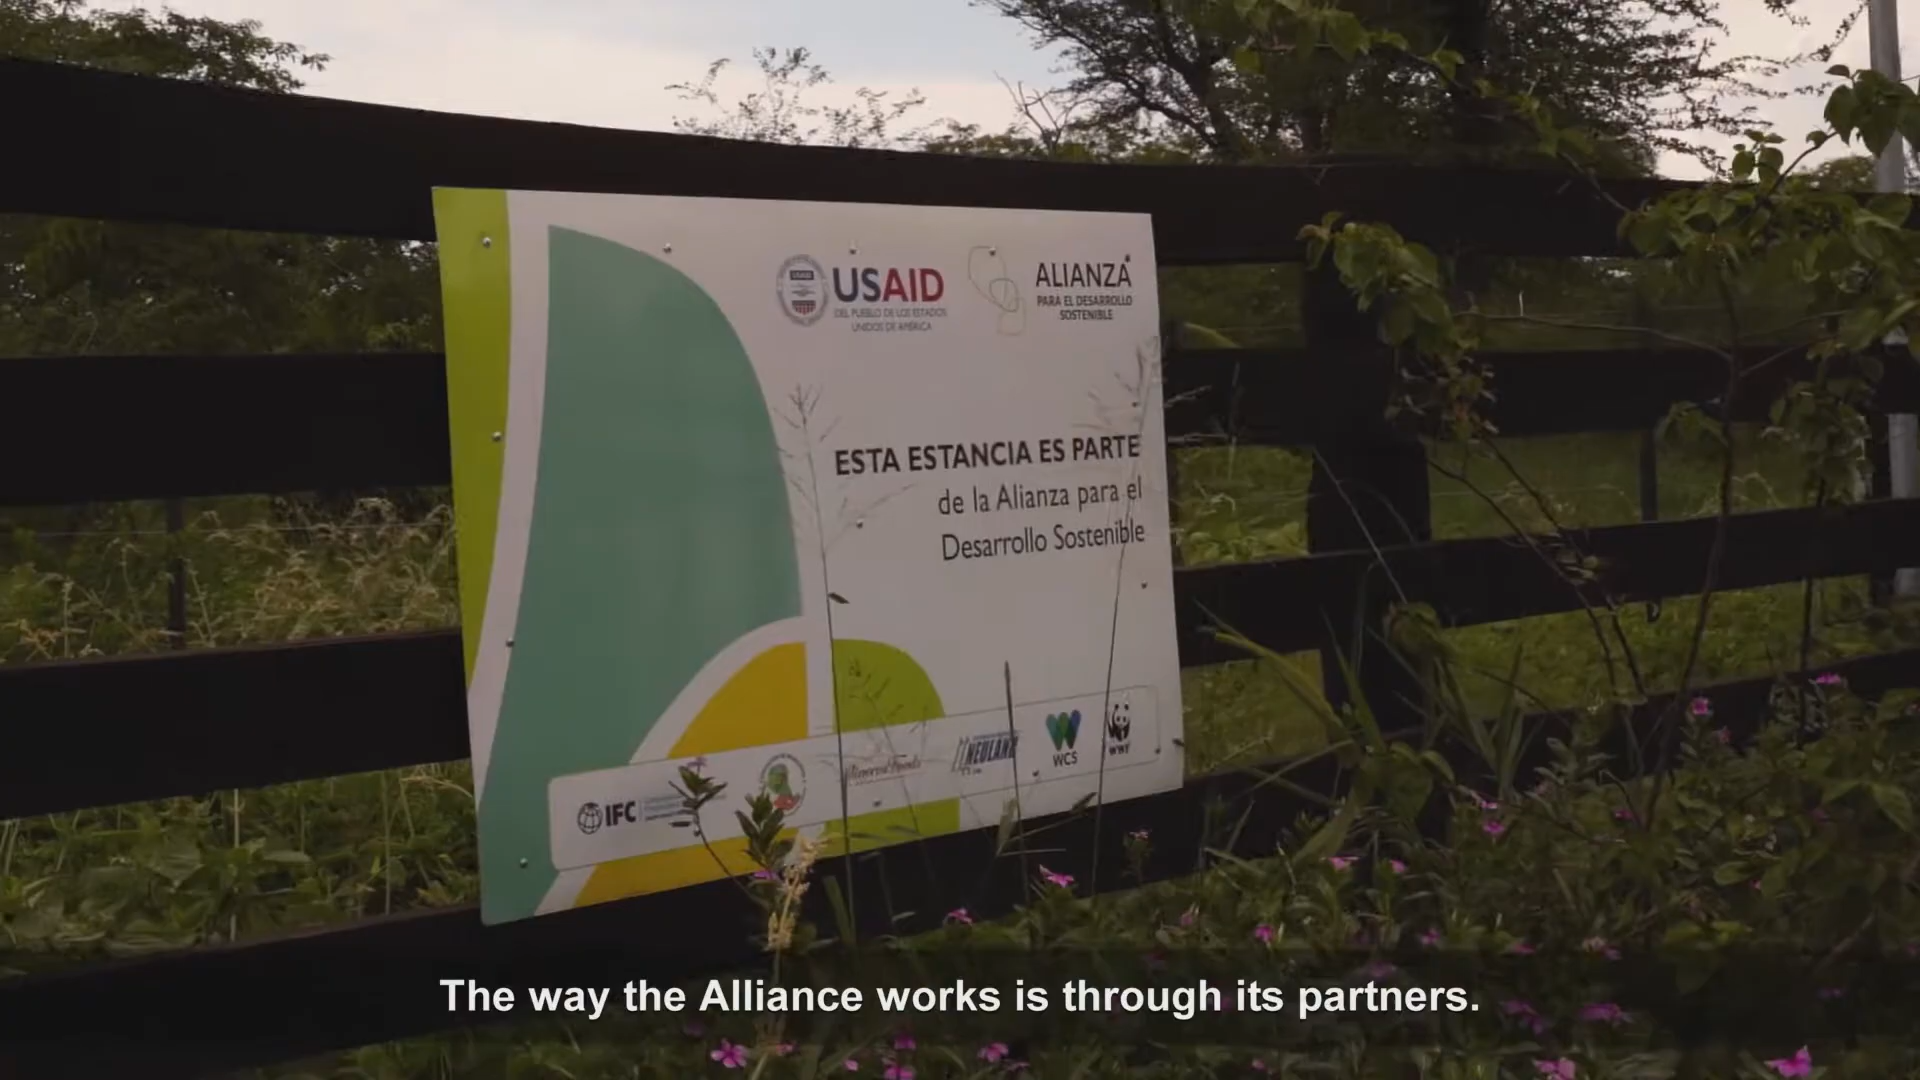 USAID
DEL PUEBLO DE LOS ESTADOS
UNIDOS DE AMÉRICA
ALIANZA
PARA EL DESARROLLO
SOSTENIBLE
ESTA ESTANCIA ES PARTE
de la Alianza para el
Desarrollo Sostenible
IFC
Minerva Foods
NEULAND
WCS
WWF
The way the Alliance works is through its partners.